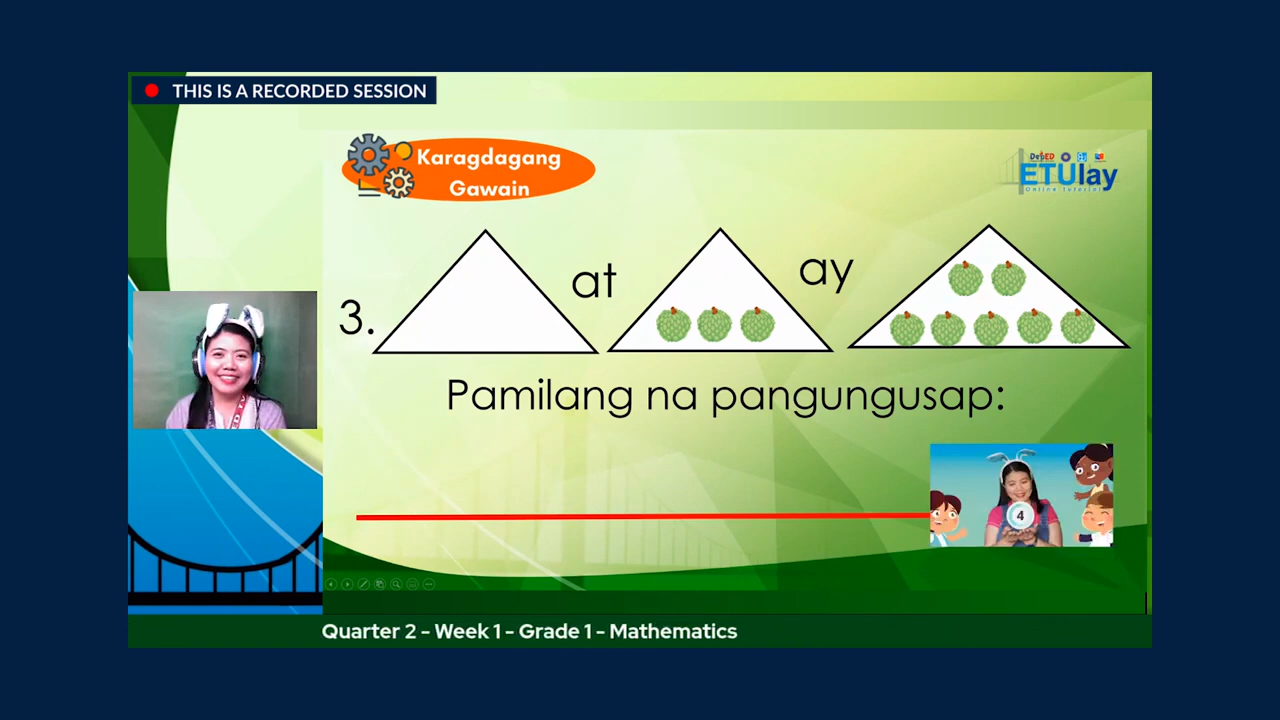 THIS IS A RECORDED SESSION
Karagdagang
Gawain
DepED
ETUlay
Online Tutorial
3.
at
ay
Pamilang na pangungusap:
4
Quarter 2 - Week 1 - Grade 1 - Mathematics